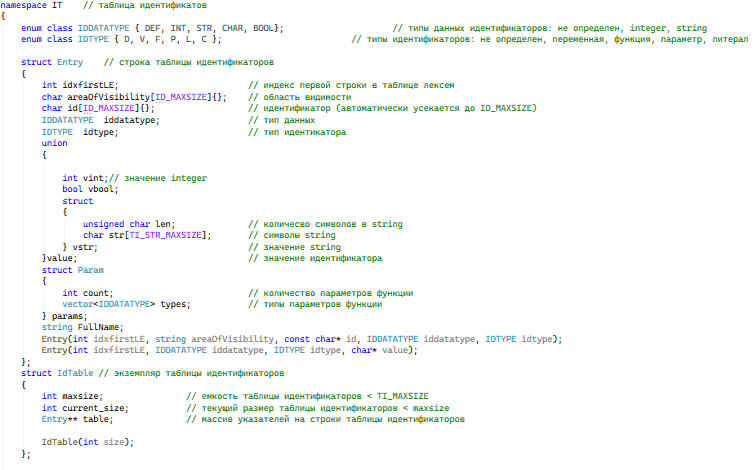 namespace IT    // таблица идентификатов
{
    enum class IDDATATYPE { DEF, INT, STR, CHAR, BOOL};    // типы данных идентификаторов: не определен, integer, string
    enum class IDTYPE { D, V, F, P, L, C };    // типы идентификаторов: не определен, переменная, функция, параметр, литерал
    struct Entry    // строка таблицы идентификаторов
    {
        int idxfirstLE;    // индекс первой строки в таблице лексем
        char areaOfVisibility[ID_MAXSIZE]{};    // область видимости
        char id[ID_MAXSIZE]{};    // идентификатор (автоматически усекается до ID_MAXSIZE)
        IDDATATYPE  iddatatype;    // тип данных
        IDTYPE  idtype;    // тип идентикатора
        union
        {
            int vint;// значение integer
            bool vbool;
            struct
            {
                unsigned char len;    // количесво символов в string
                char str[TI_STR_MAXSIZE];    // символы string
            } vstr;    // значение string
        }value;    // значение идентификатора
        struct Param
        {
            int count;    // количество параметров функции
            vector<IDDATATYPE> types;    // типы параметров функции
        } params;
        string FullName;
        Entry(int idxfirstLE, string areaOfVisibility, const char* id, IDDATATYPE iddatatype, IDTYPE idtype);
        Entry(int idxfirstLE, IDDATATYPE iddatatype, IDTYPE idtype, char* value);
    };
    struct IdTable // экземпляр таблицы идентификаторов
    {
        int maxsize;    // емкость таблицы идентификаторов < TI_MAXSIZE
        int current_size;    // текущий размер таблицы идентификаторов < maxsize
        Entry** table;    // массив указателей на строки таблицы идентификаторов
        IdTable(int size);
    };